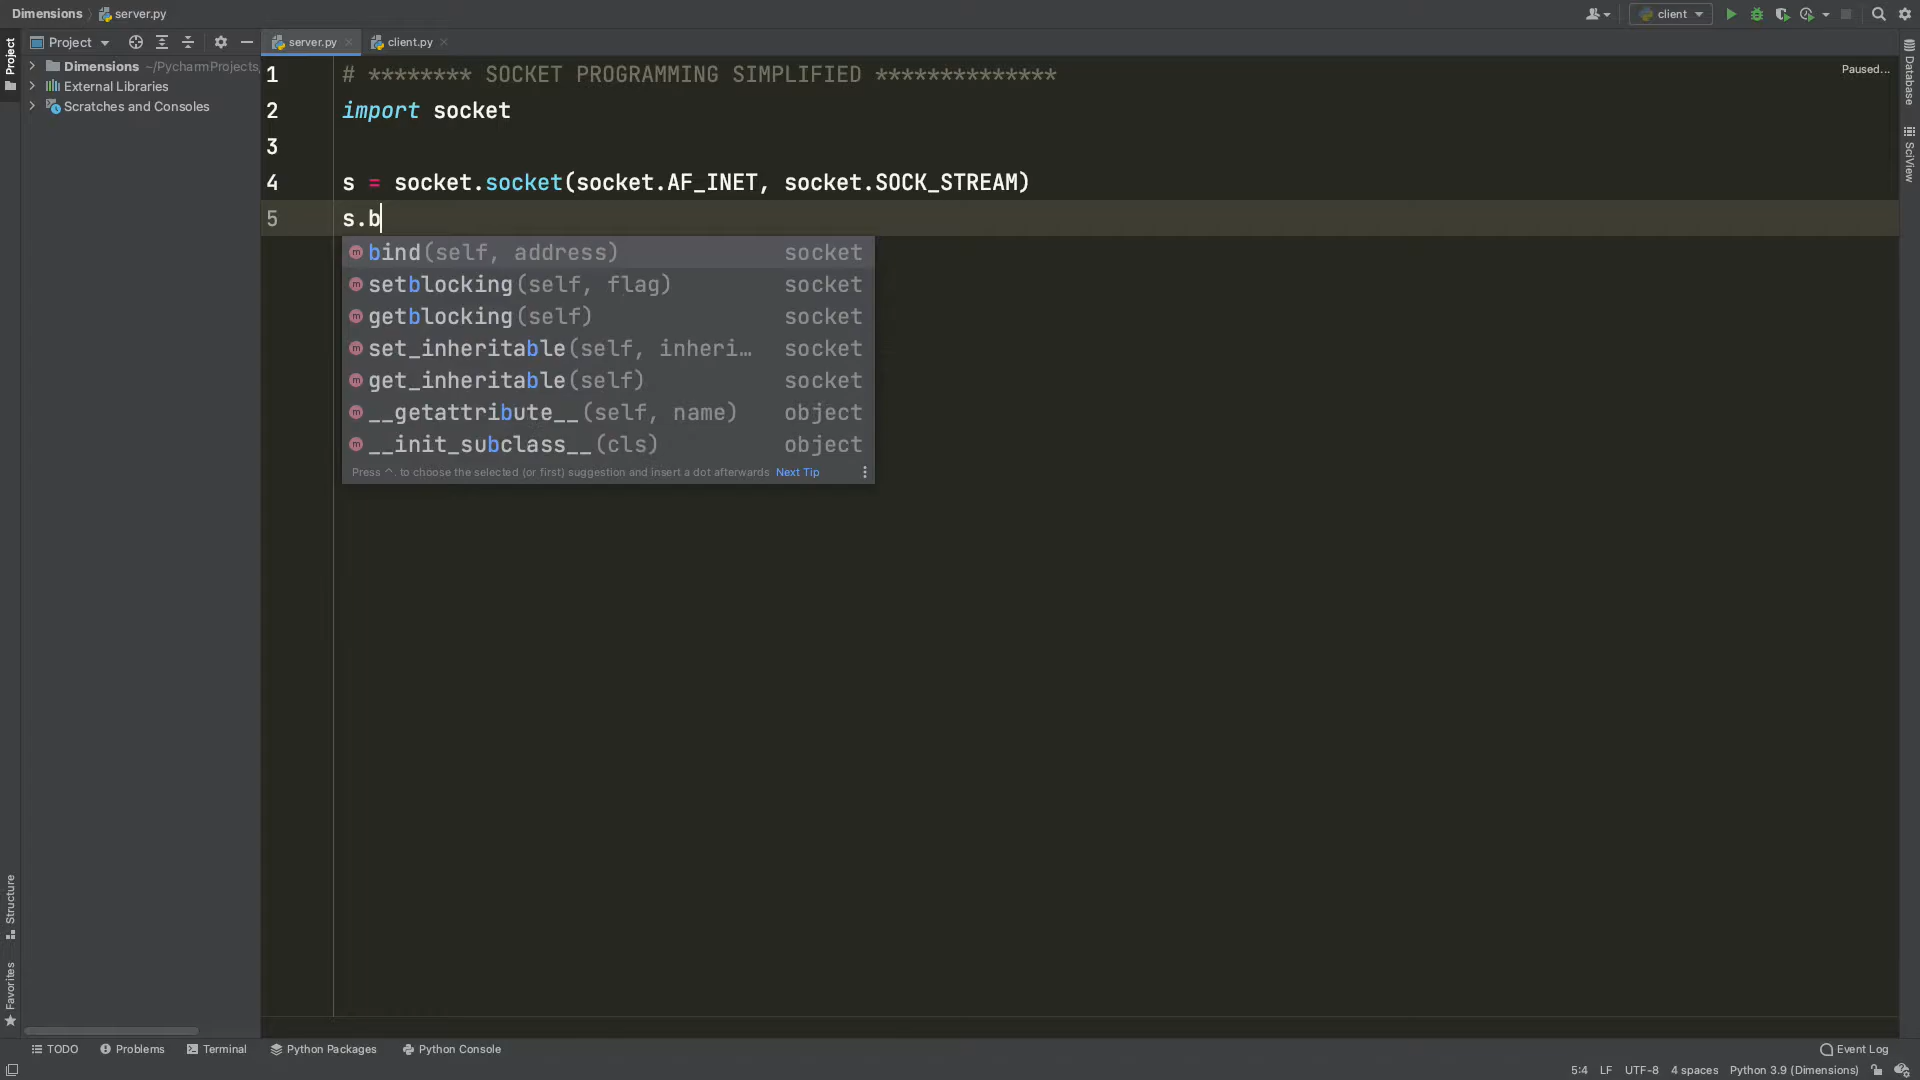 Dimensions server.py
client
Project
server.py
client.py
Dimensions ~/PycharmProjects,
External Libraries
Scratches and Consoles
Project
Structure
Favorites
1 # ******** SOCKET PROGRAMMING SIMPLIFIED **************
2 import socket
3
4 s = socket.socket(socket.AF_INET, socket.SOCK_STREAM)
5 s.b
bind(self, address) socket
setblocking(self, flag) socket
getblocking(self) socket
set_inheritable(self, inheri… socket
get_inheritable(self) socket
__getattribute__(self, name) object
__init_subclass__(cls) object
Press ^. to choose the selected (or first) suggestion and insert a dot afterwards Next Tip
Paused...
Database
SciView
TODO Problems Terminal Python Packages Python Console Event Log
5:4 LF UTF-8 4 spaces Python 3.9 (Dimensions)